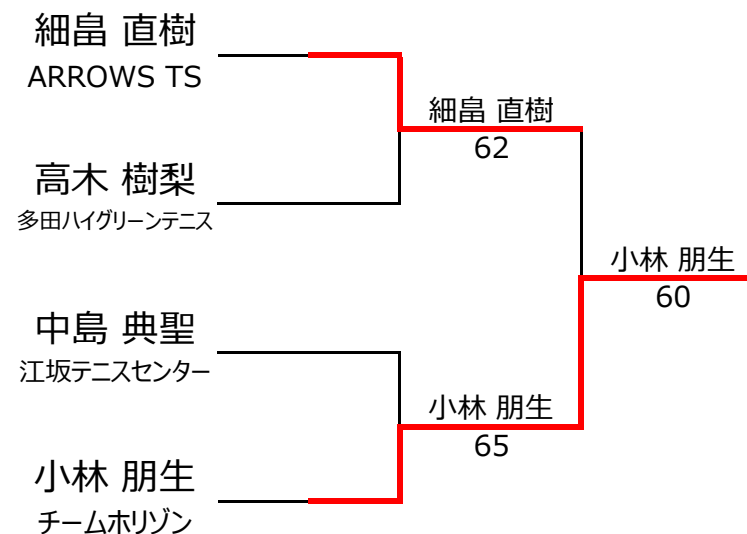 細畠 直樹
ARROWS TS
細畠 直樹
62
高木 樹梨
多田ハイグリーンテニス
小林 朋生
60
中島 典聖
江坂テニスセンター
小林 朋生
65
小林 朋生
チームホリゾン